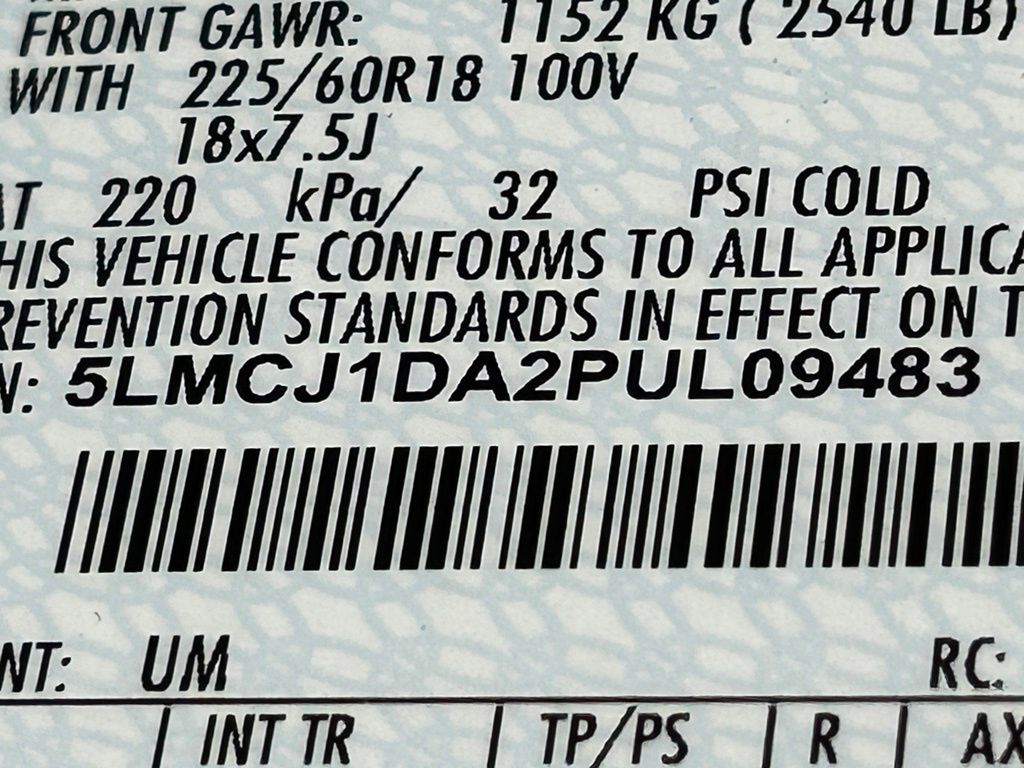 FRONT GAWR: 1152 KG ( 2540 LB)
WITH 225/60R18 100V
18x7.5J
AT 220 kPa/ 32 PSI COLD
HIS VEHICLE CONFORMS TO ALL APPLICA
REVENTION STANDARDS IN EFFECT ON T
N: 5LMCJ1DA2PUL09483
NT: UM RC:
INT TR TP/PS R AX